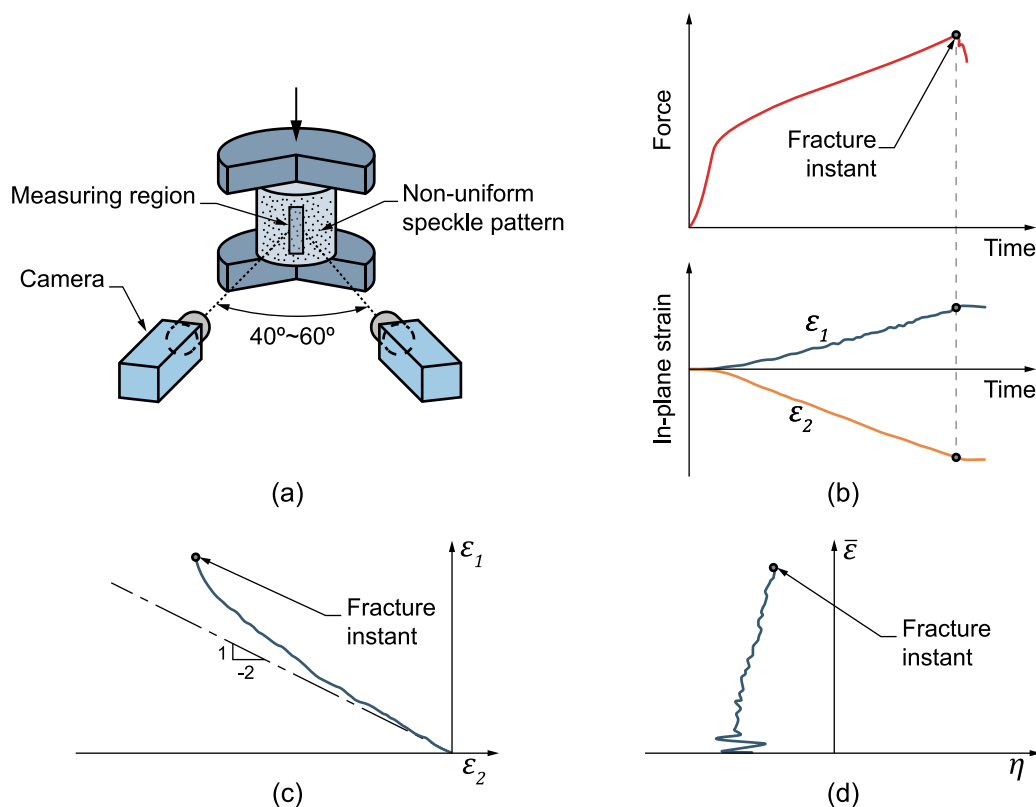 Measuring region
Non-uniform
speckle pattern
Camera
40º~60º
(a)
Force
Fracture
instant
Time
In-plane strain
ε1
ε2
Time
(b)
ε1
Fracture
instant
1
-2
ε2
(c)
ε̅
Fracture
instant
η
(d)